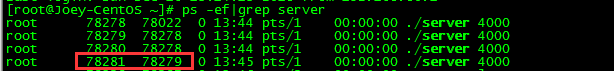 [root@Joey-CentOS ~]# ps -ef|grep server
root 78278 78022 0 13:44 pts/1 00:00:00 ./server 4000
root 78279 78278 0 13:44 pts/1 00:00:00 ./server 4000
root 78280 78278 0 13:44 pts/1 00:00:00 ./server 4000
root 78281 78279 0 13:45 pts/1 00:00:00 ./server 4000